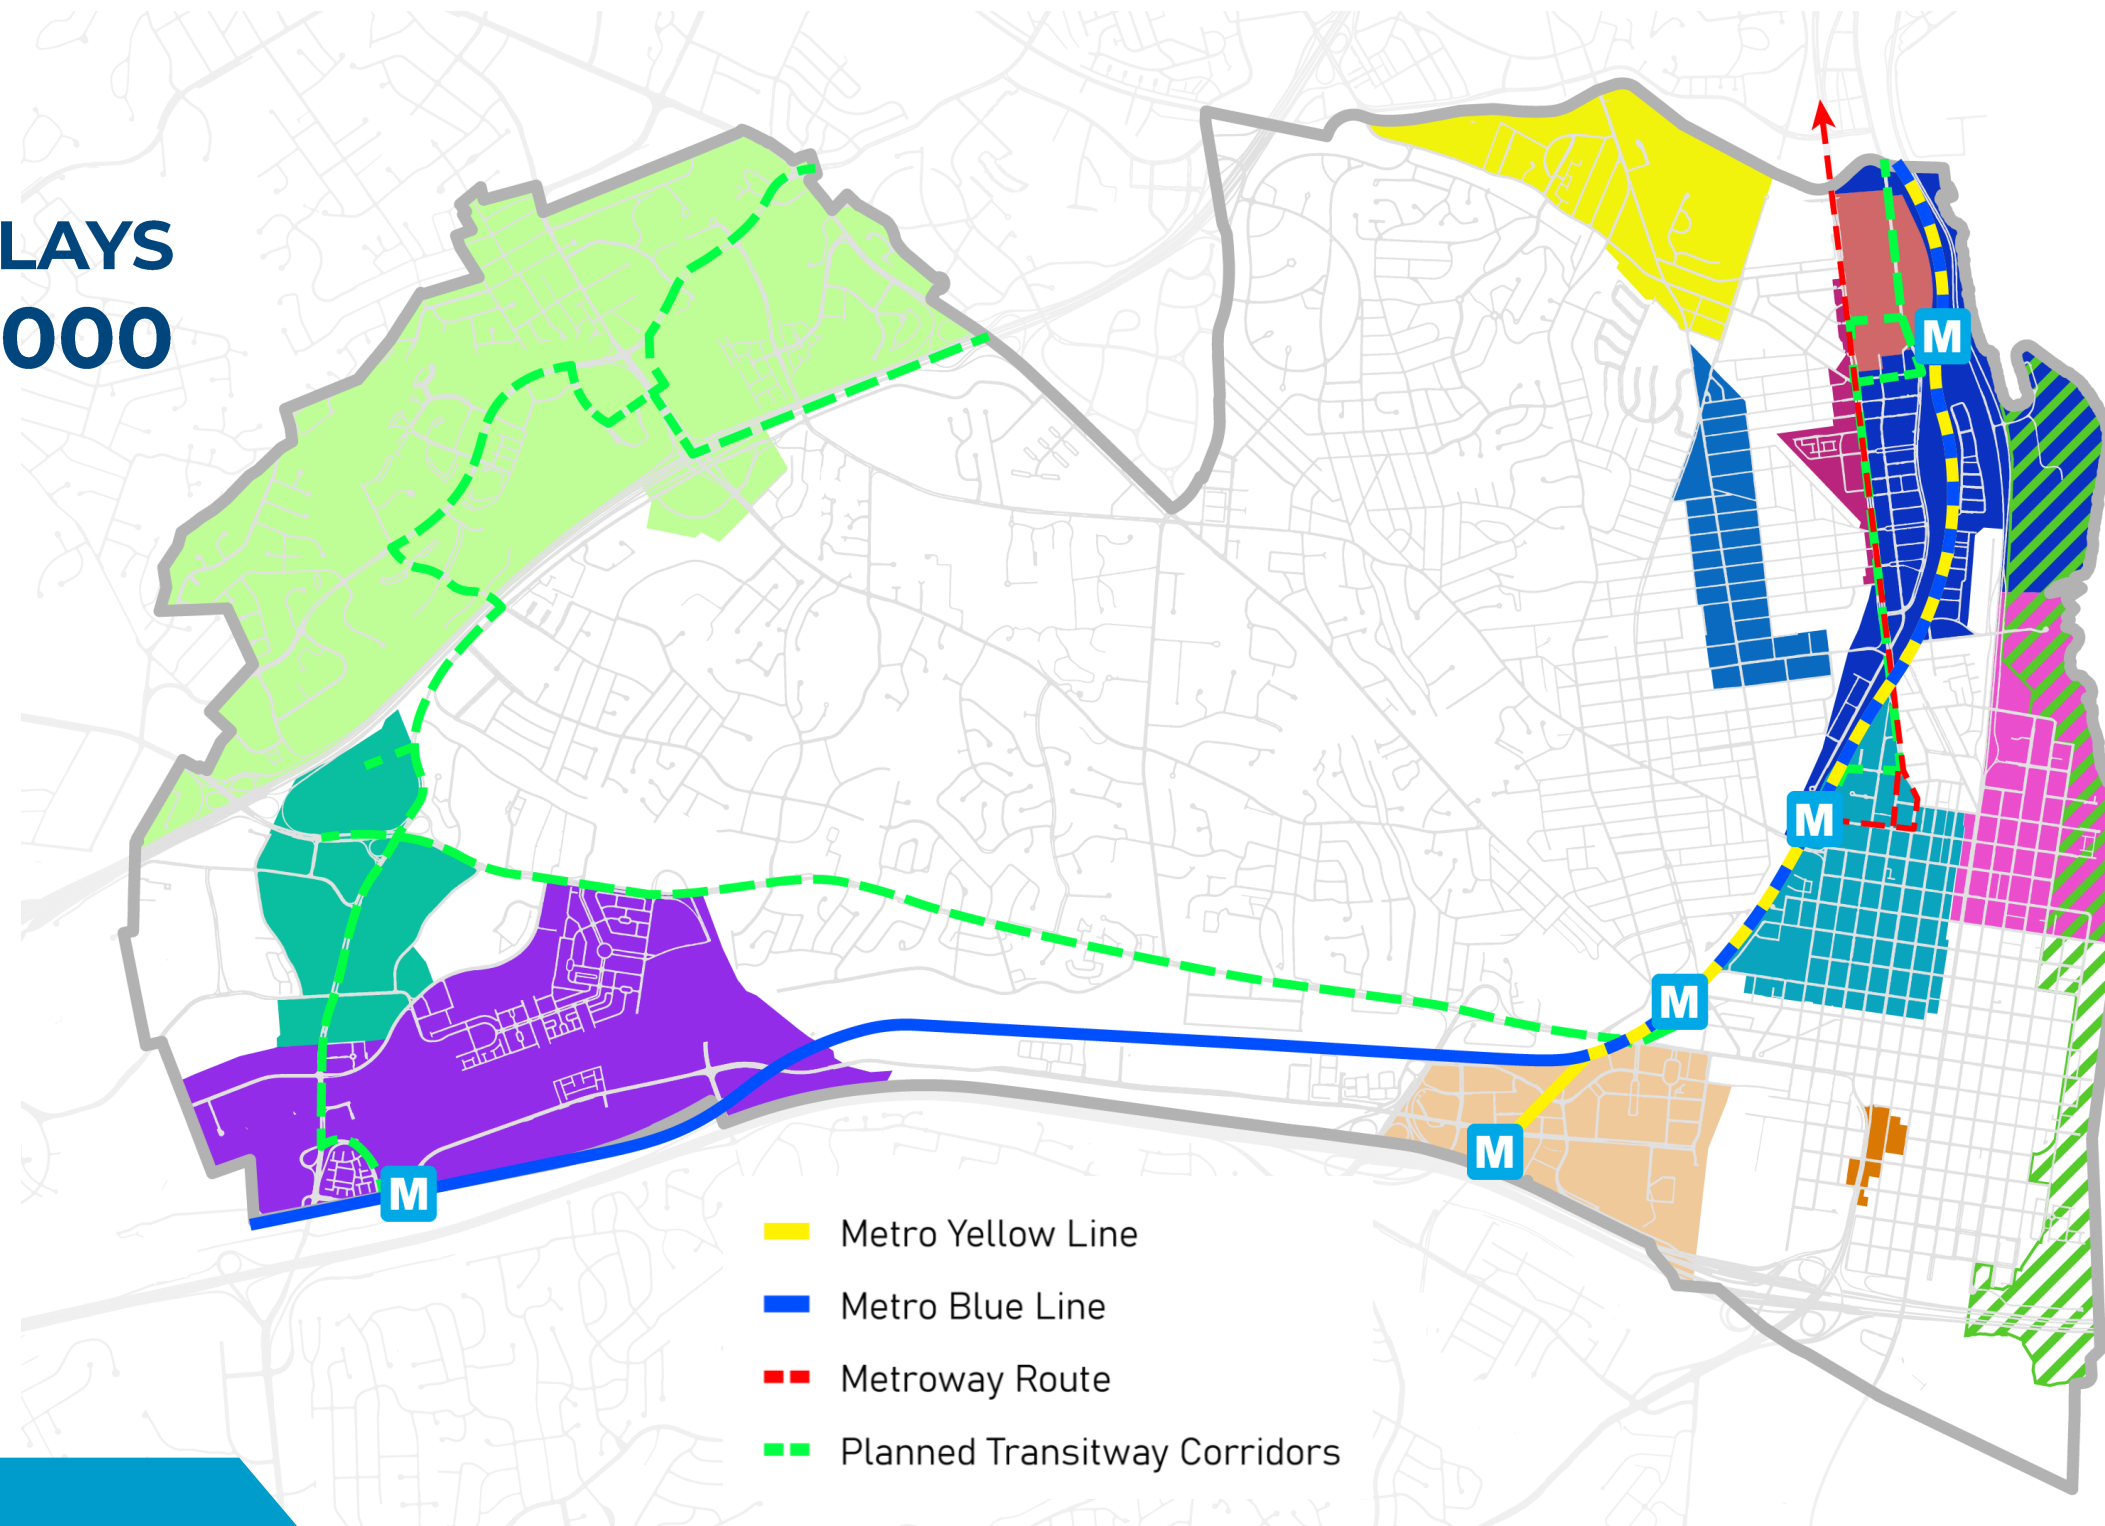 LAYS
000
M
M
M
M
M
Metro Yellow Line
Metro Blue Line
Metroway Route
Planned Transitway Corridors